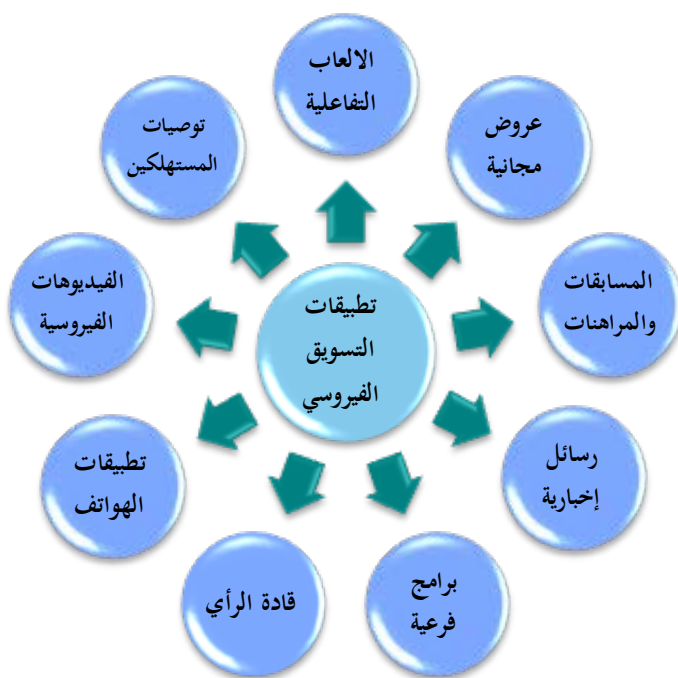 تطبيقات
التسويق
الفيروسي
الالعاب
التفاعلية
عروض
مجانية
المسابقات
والمراهنات
رسائل
إخبارية
برامج
فرعية
قادة الرأي
تطبيقات
الهواتف
الفيديوهات
الفيروسية
توصيات
المستهلكين